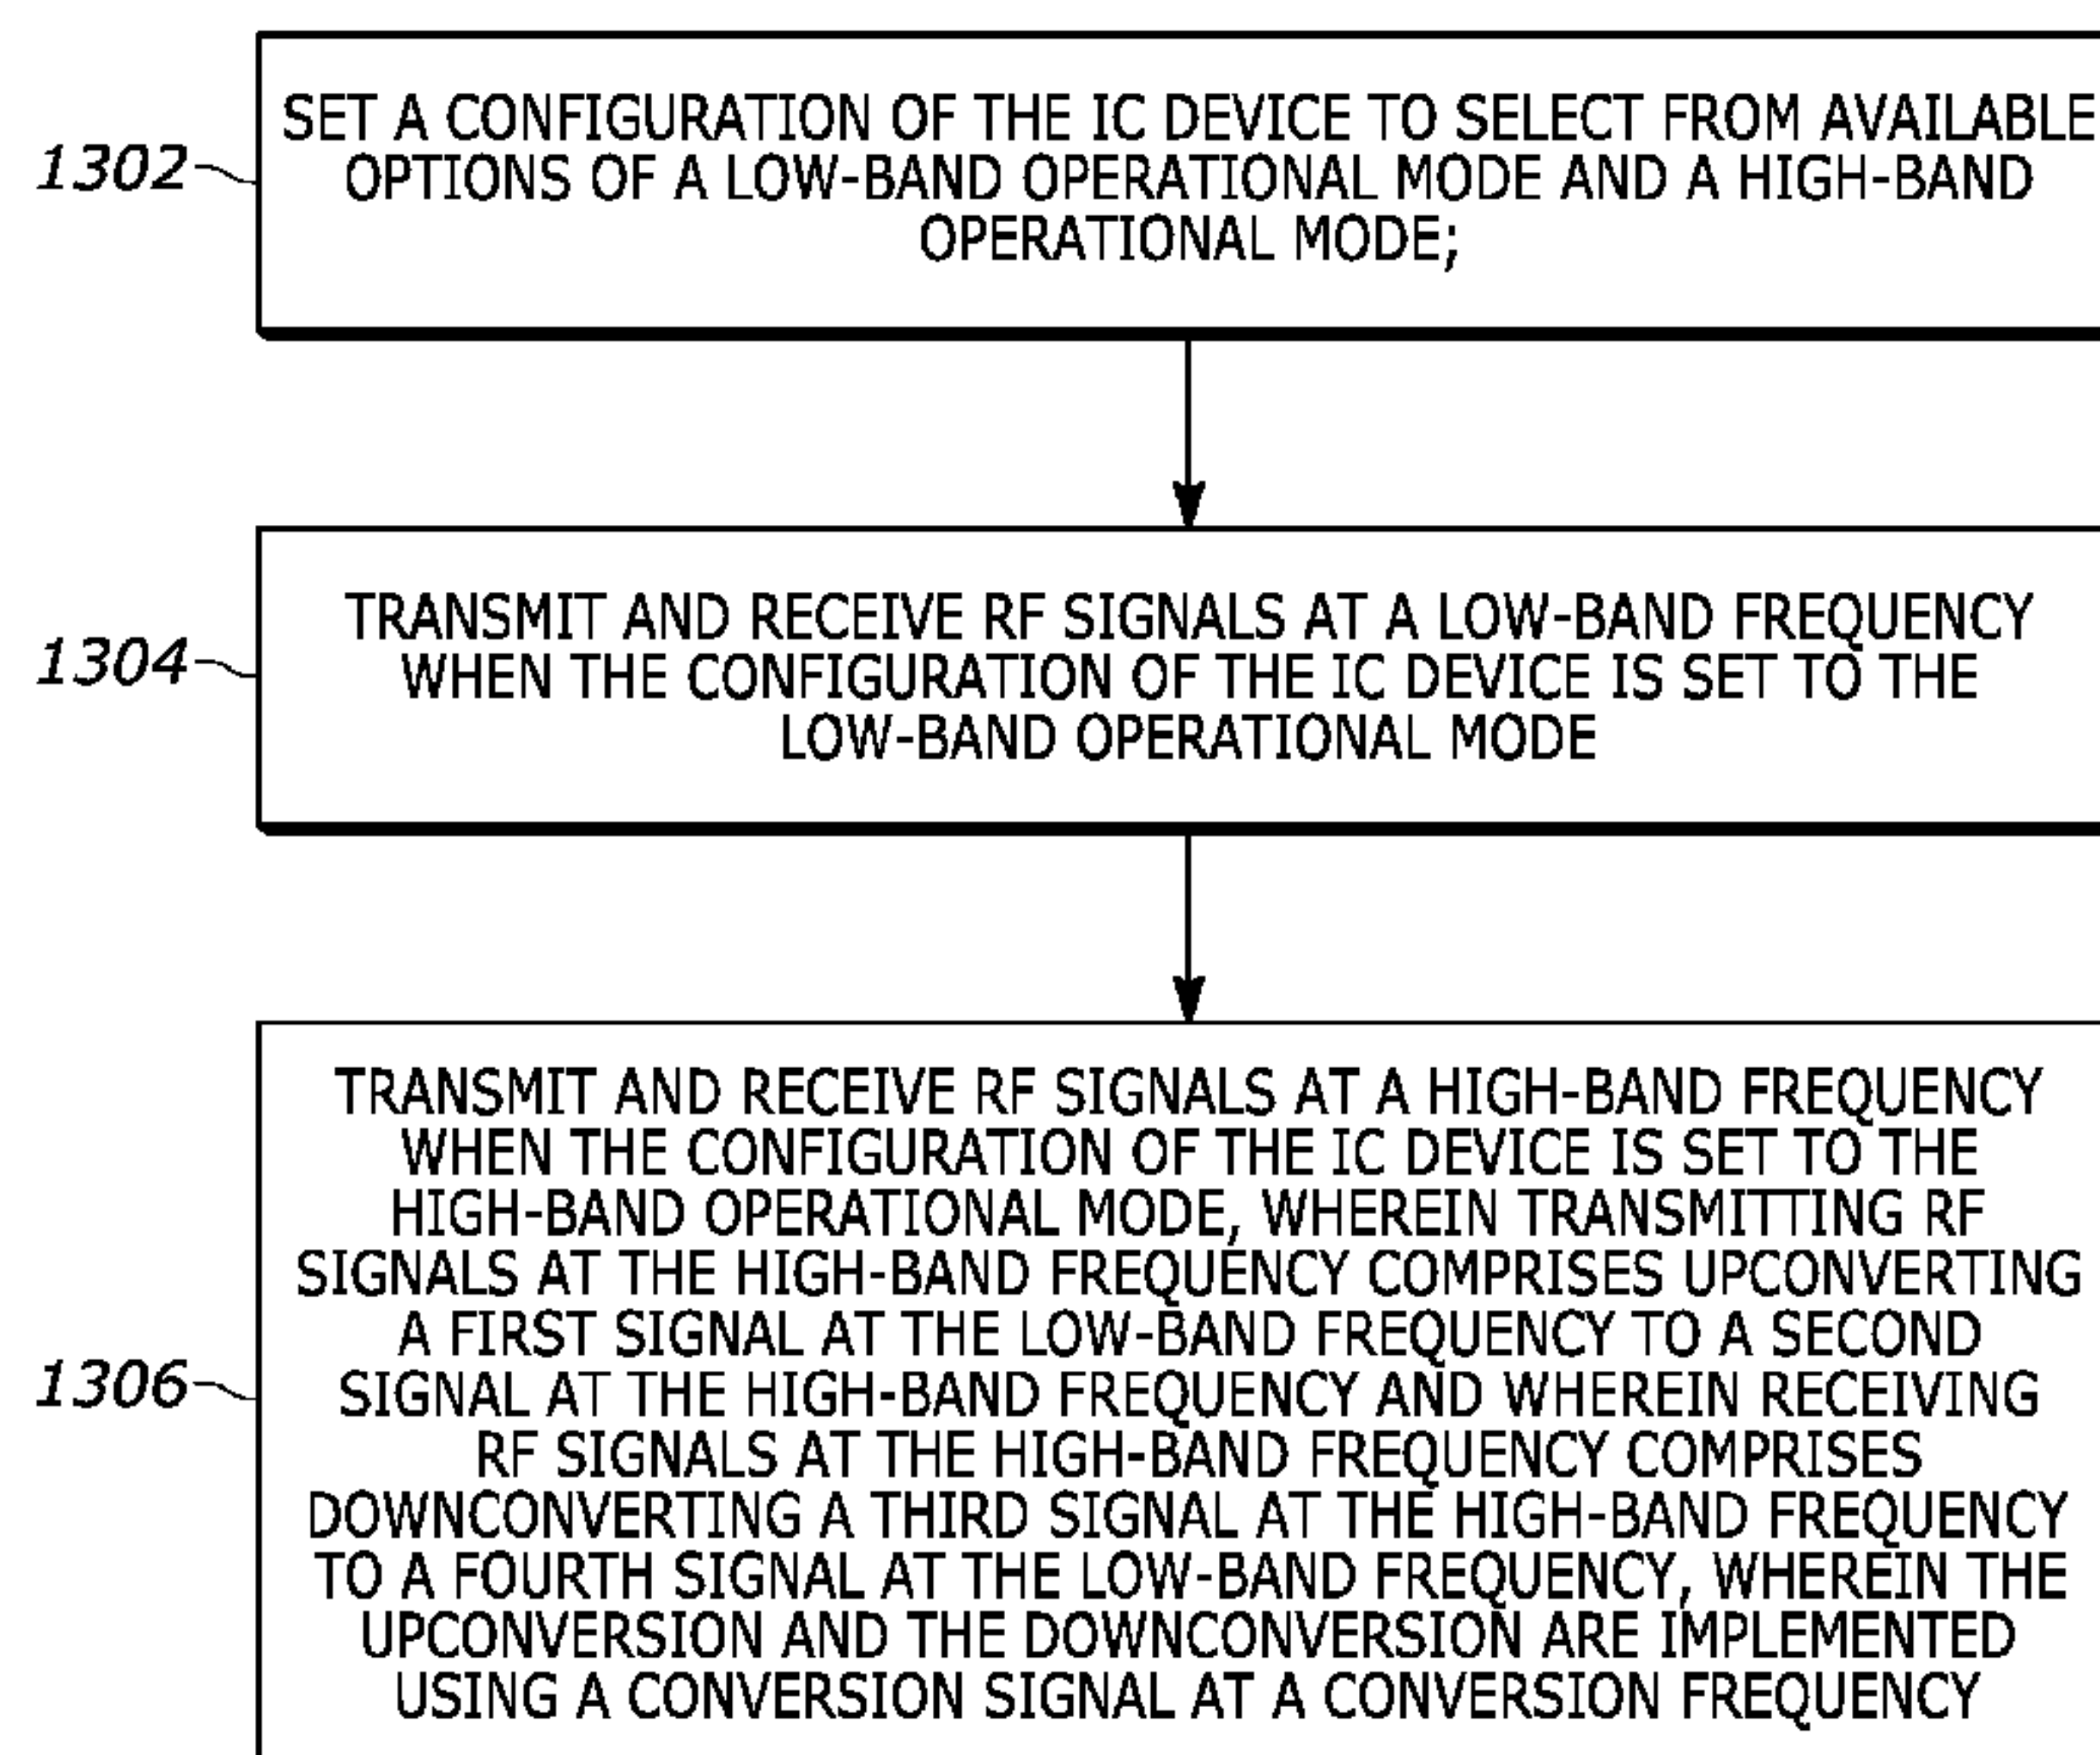 SET A CONFIGURATION OF THE IC DEVICE TO SELECT FROM AVAILABLE
1302
OPTIONS OF A LOW-BAND OPERATIONAL MODE AND A HIGH-BAND
OPERATIONAL MODE;
TRANSMIT AND RECEIVE RF SIGNALS AT A LOW-BAND FREQUENCY
1304
WHEN THE CONFIGURATION OF THE IC DEVICE IS SET TO THE
LOW-BAND OPERATIONAL MODE
TRANSMIT AND RECEIVE RF SIGNALS AT A HIGH-BAND FREQUENCY
WHEN THE CONFIGURATION OF THE IC DEVICE IS SET TO THE
HIGH-BAND OPERATIONAL MODE, WHEREIN TRANSMITTING RF
SIGNALS AT THE HIGH-BAND FREQUENCY COMPRISES UPCONVERTING
A FIRST SIGNAL AT THE LOW-BAND FREQUENCY TO A SECOND
1306
SIGNAL AT THE HIGH-BAND FREQUENCY AND WHEREIN RECEIVING
RF SIGNALS AT THE HIGH-BAND FREQUENCY COMPRISES
DOWNCONVERTING A THIRD SIGNAL AT THE HIGH-BAND FREQUENCY
TO A FOURTH SIGNAL AT THE LOW-BAND FREQUENCY, WHEREIN THE
UPCONVERSION AND THE DOWNCONVERSION ARE IMPLEMENTED
USING A CONVERSION SIGNAL AT A CONVERSION FREQUENCY